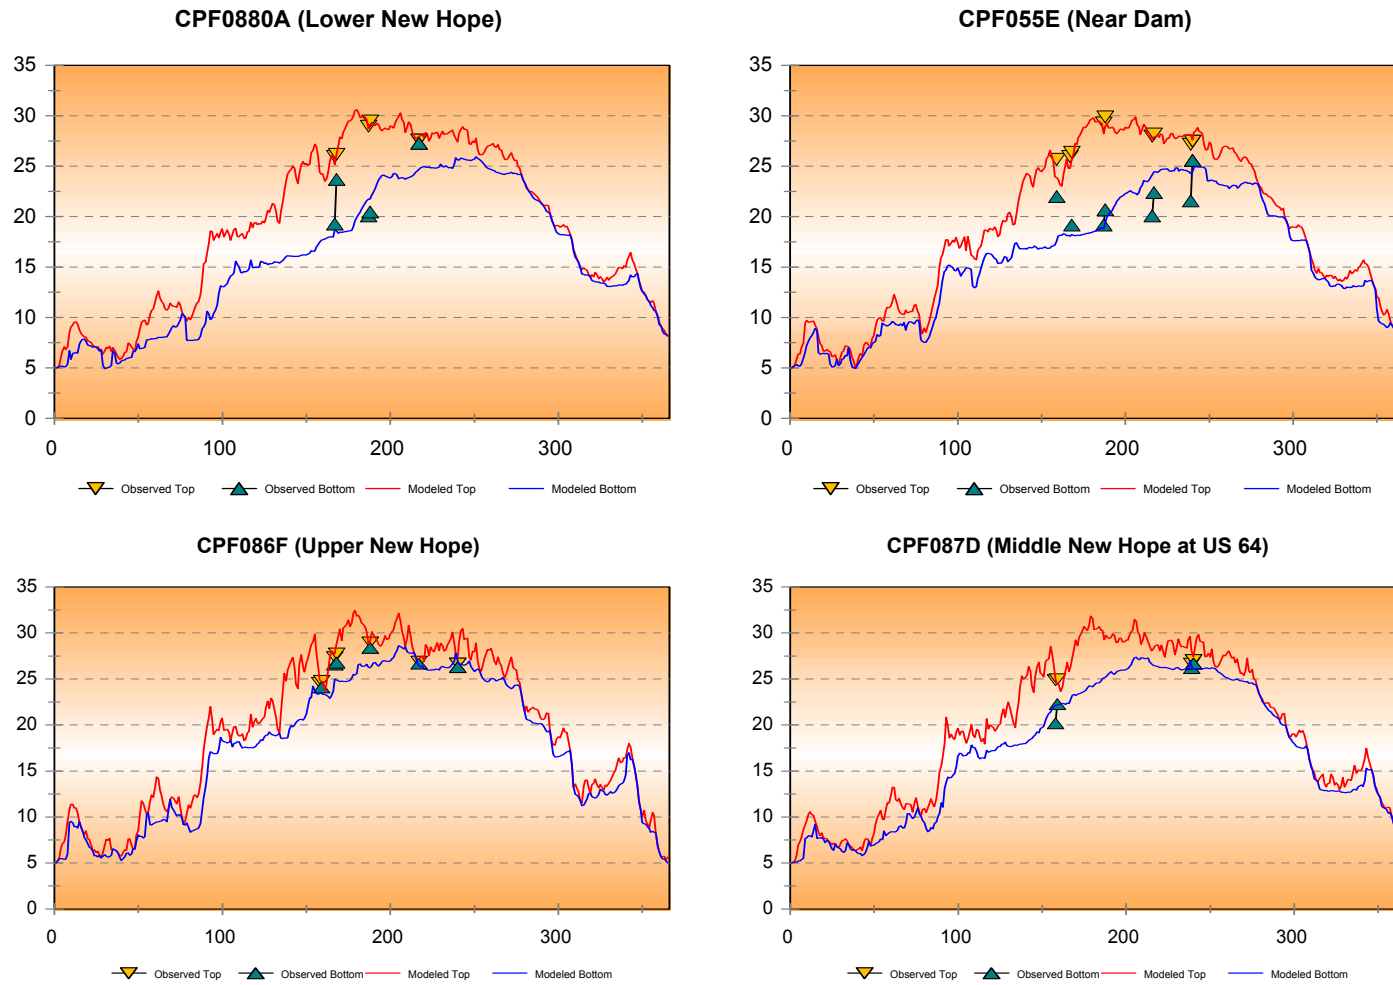 CPF0880A (Lower New Hope)
35
30
25
20
15
10
5
0
0 100 200 300
Observed Top Observed Bottom Modeled Top Modeled Bottom
CPF055E (Near Dam)
35
30
25
20
15
10
5
0
0 100 200 300
Observed Top Observed Bottom Modeled Top Modeled Bottom
CPF086F (Upper New Hope)
35
30
25
20
15
10
5
0
0 100 200 300
Observed Top Observed Bottom Modeled Top Modeled Bottom
CPF087D (Middle New Hope at US 64)
35
30
25
20
15
10
5
0
0 100 200 300
Observed Top Observed Bottom Modeled Top Modeled Bottom